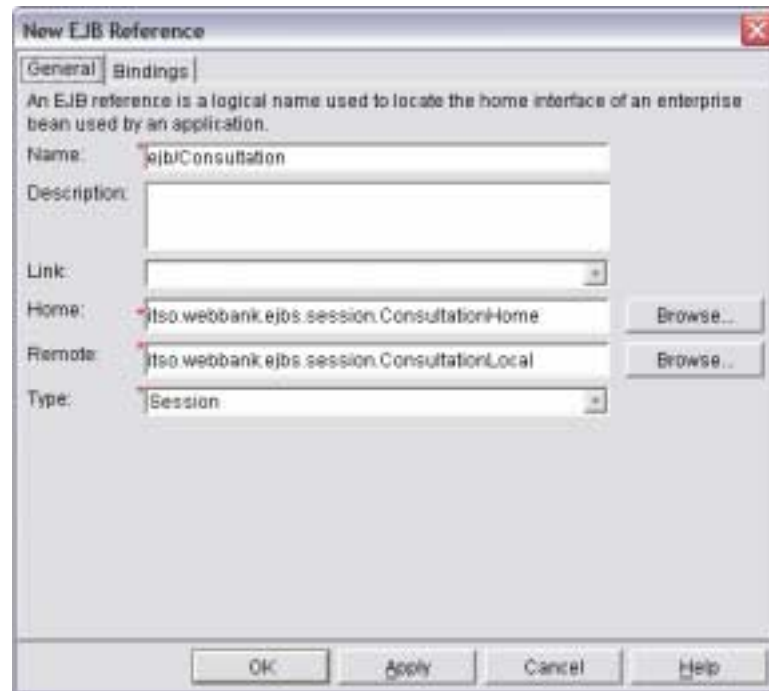 New EJB Reference
General Bindings
An EJB reference is a logical name used to locate the home interface of an enterprise
bean used by an application.
Name: *ejb/Consultation
Description:
Link:
Home: *itso.webbank.ejbs.session.ConsultationHome Browse...
Remote: *itso.webbank.ejbs.session.ConsultationLocal Browse...
Type: *Session
OK Apply Cancel Help